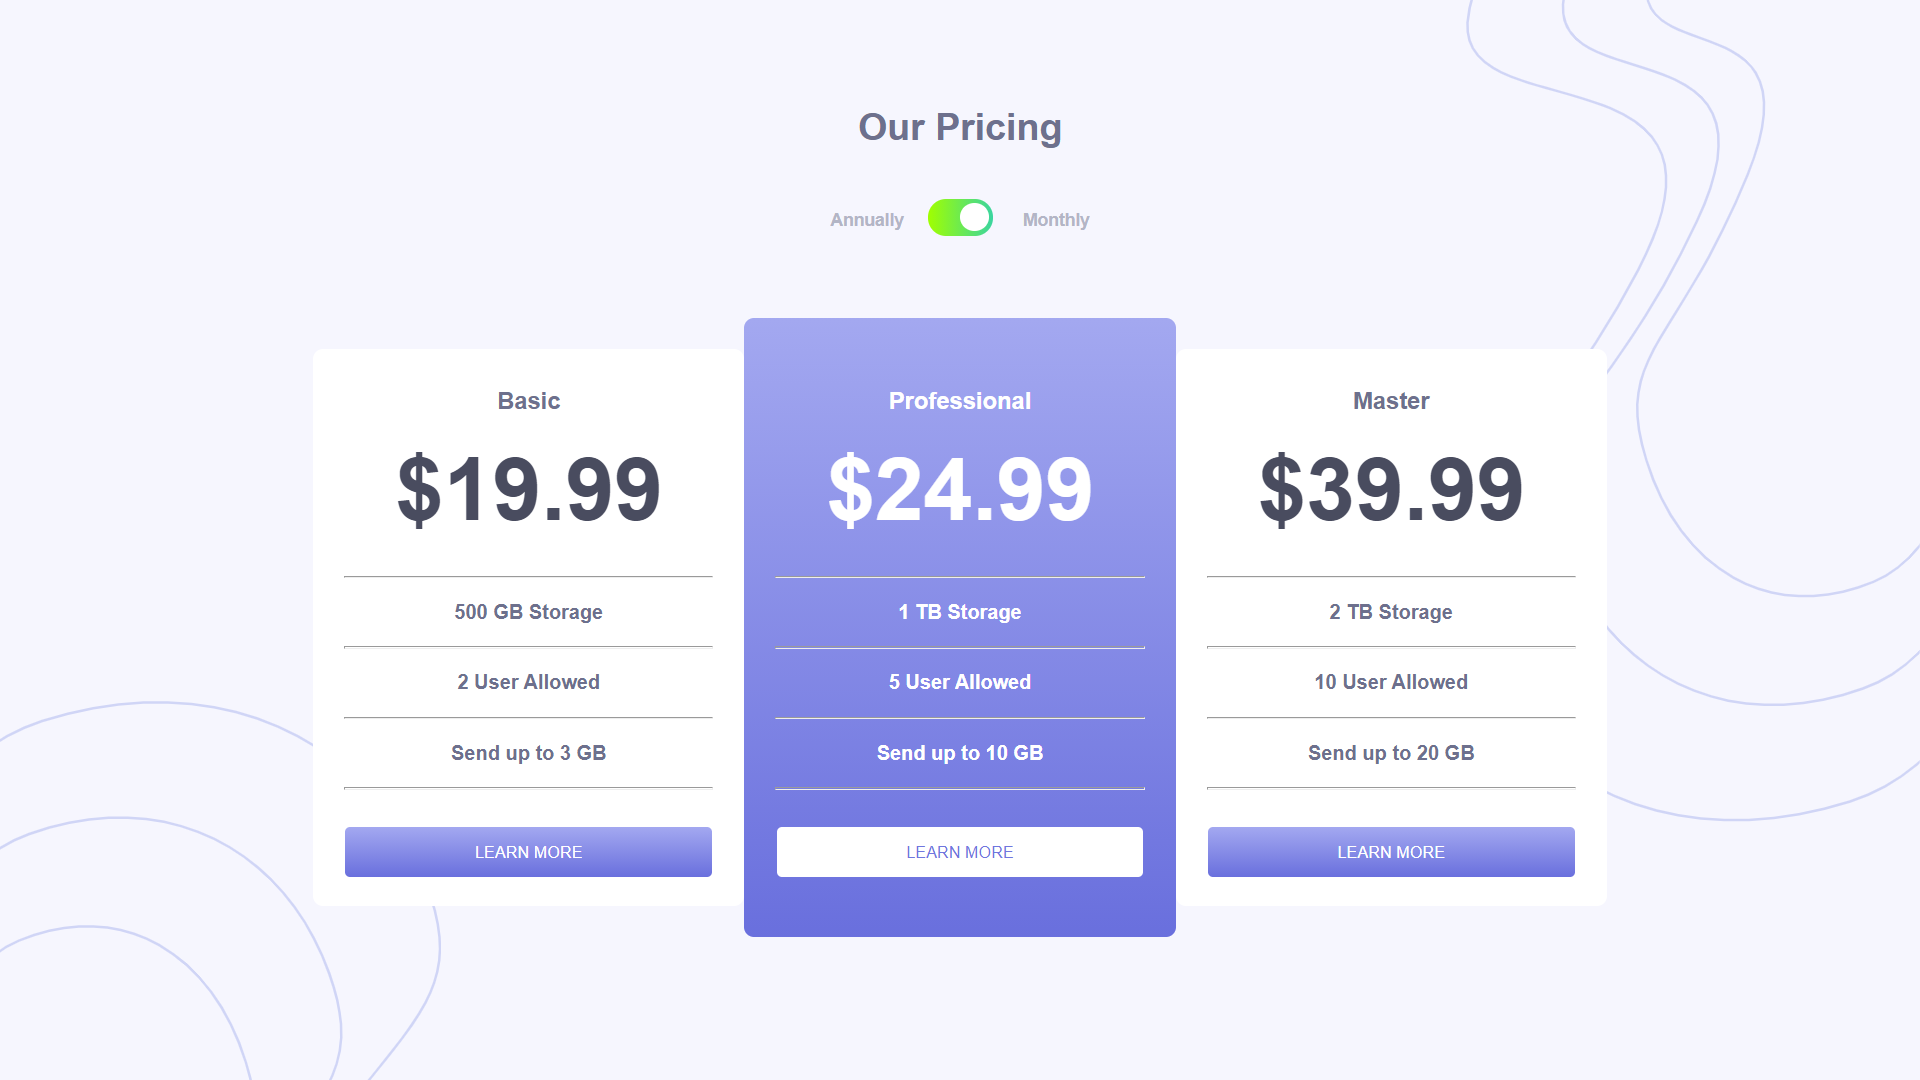 Our Pricing
Annually Monthly
Basic
$19.99
500 GB Storage
2 User Allowed
Send up to 3 GB
LEARN MORE
Professional
$24.99
1 TB Storage
5 User Allowed
Send up to 10 GB
LEARN MORE
Master
$39.99
2 TB Storage
10 User Allowed
Send up to 20 GB
LEARN MORE